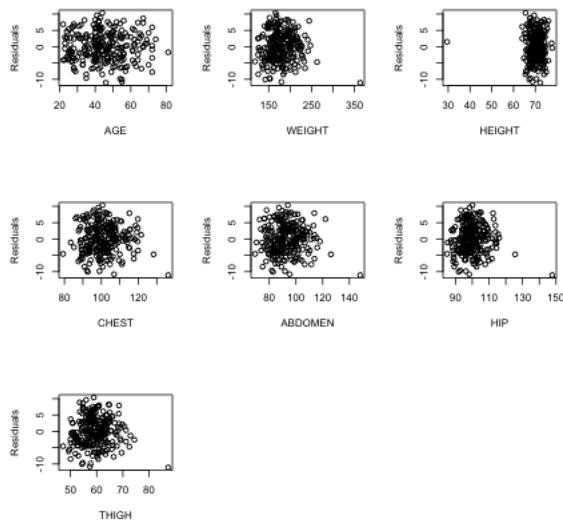 Residuals
5
0
-10
20 30 40 50 60 70 80
AGE
Residuals
5
0
-10
150 250 350
WEIGHT
Residuals
5
0
-10
30 40 50 60 70
HEIGHT
Residuals
5
0
-10
80 100 120
CHEST
Residuals
5
0
-10
80 100 120 140
ABDOMEN
Residuals
5
0
-10
90 110 130 150
HIP
Residuals
5
0
-10
50 60 70 80
THIGH